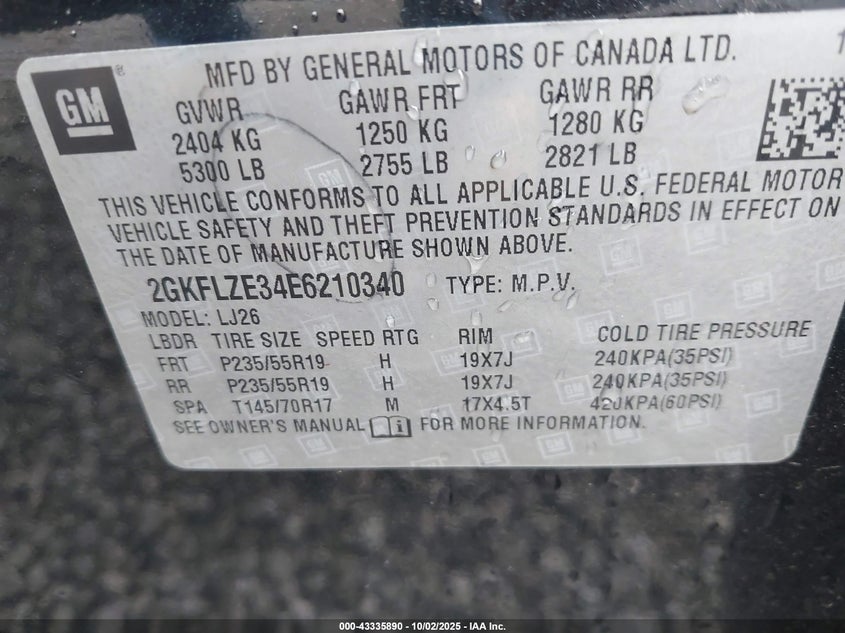 GM
®
MFD BY GENERAL MOTORS OF CANADA LTD.
GVWR GAWR FRT GAWR RR
2404 KG 1250 KG 1280 KG
5300 LB 2755 LB 2821 LB
THIS VEHICLE CONFORMS TO ALL APPLICABLE U.S. FEDERAL MOTOR
VEHICLE SAFETY AND THEFT PREVENTION STANDARDS IN EFFECT ON
THE DATE OF MANUFACTURE SHOWN ABOVE.
2GKFLZE34E6210340 TYPE: M.P.V.
MODEL: LJ26
LBDR TIRE SIZE SPEED RTG RIM COLD TIRE PRESSURE
FRT P235/55R19 H 19X7J 240KPA(35PSI)
RR P235/55R19 H 19X7J 240KPA(35PSI)
SPA T145/70R17 M 17X4.5T 420KPA(60PSI)
SEE OWNER'S MANUAL i FOR MORE INFORMATION.
000-43335890 - 10/02/2025 - IAA Inc.